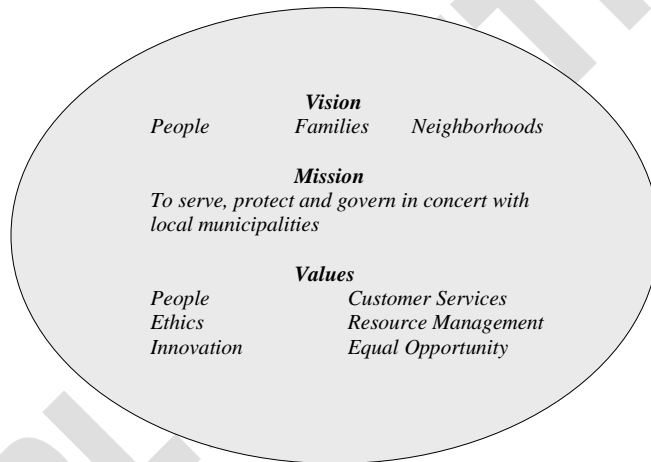 Vision
People Families Neighborhoods
Mission
To serve, protect and govern in concert with
local municipalities
Values
People Customer Services
Ethics Resource Management
Innovation Equal Opportunity